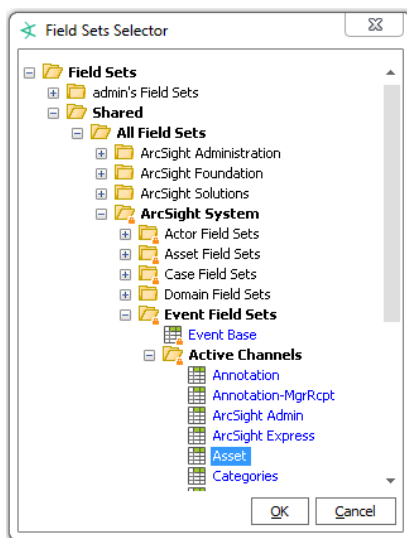 Field Sets Selector
Field Sets
admin's Field Sets
Shared
All Field Sets
ArcSight Administration
ArcSight Foundation
ArcSight Solutions
ArcSight System
Actor Field Sets
Asset Field Sets
Case Field Sets
Domain Field Sets
Event Field Sets
Event Base
Active Channels
Annotation
Annotation-MgrRcpt
ArcSight Admin
ArcSight Express
Asset
Categories
OK Cancel